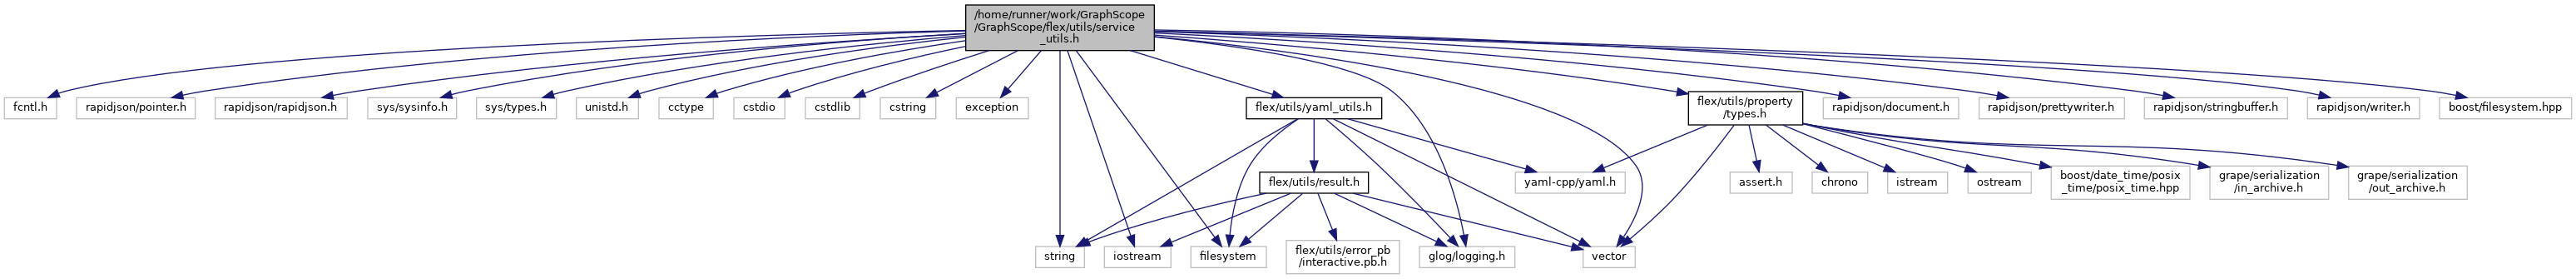 /home/runner/work/GraphScope
/GraphScope/flex/utils/service
_utils.h
fcntl.h
rapidjson/pointer.h
rapidjson/rapidjson.h
sys/sysinfo.h
sys/types.h
unistd.h
cctype
cstdio
cstdlib
cstring
exception
flex/utils/yaml_utils.h
flex/utils/property
/types.h
rapidjson/document.h
rapidjson/prettywriter.h
rapidjson/stringbuffer.h
rapidjson/writer.h
boost/filesystem.hpp
flex/utils/result.h
yaml-cpp/yaml.h
assert.h
chrono
istream
ostream
boost/date_time/posix
_time/posix_time.hpp
grape/serialization
/in_archive.h
grape/serialization
/out_archive.h
string
iostream
filesystem
flex/utils/error_pb
/interactive.pb.h
glog/logging.h
vector